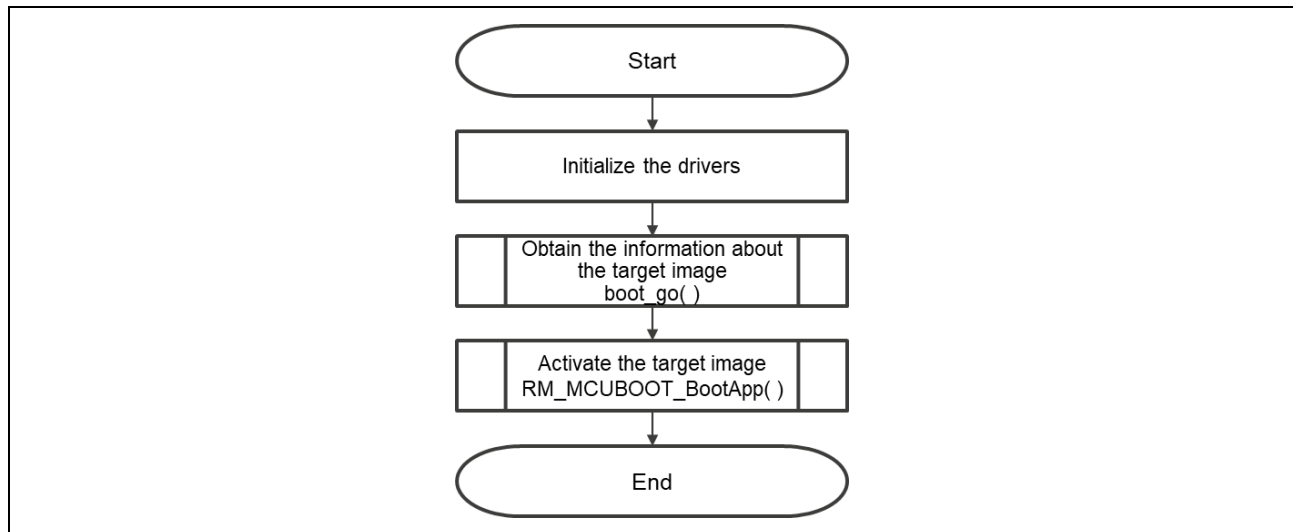 Start
Initialize the drivers
Obtain the information about
the target image
boot_go( )
Activate the target image
RM_MCUBOOT_BootApp( )
End